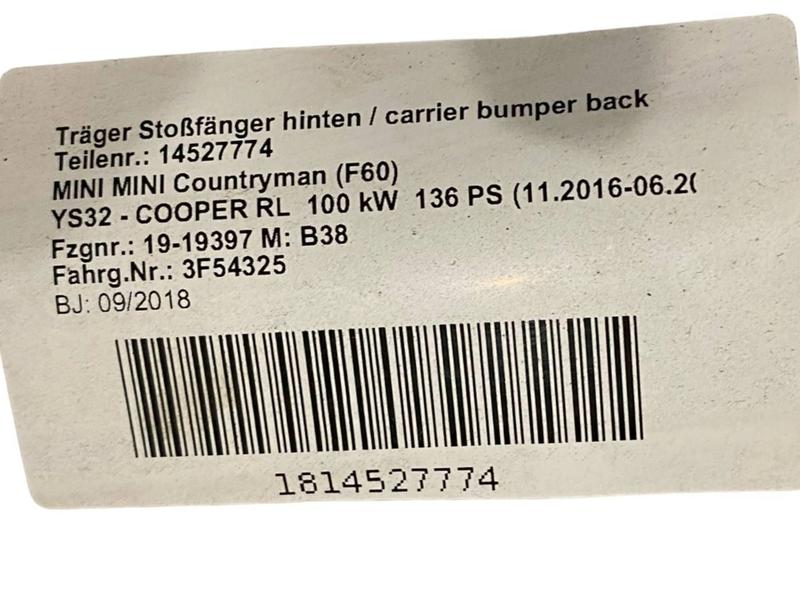 Träger Stoßfänger hinten / carrier bumper back
Teilenr.: 14527774
MINI MINI Countryman (F60)
YS32 - COOPER RL 100 kW 136 PS (11.2016-06.2(
Fzgnr.: 19-19397 M: B38
Fahrg.Nr.: 3F54325
BJ: 09/2018
1814527774